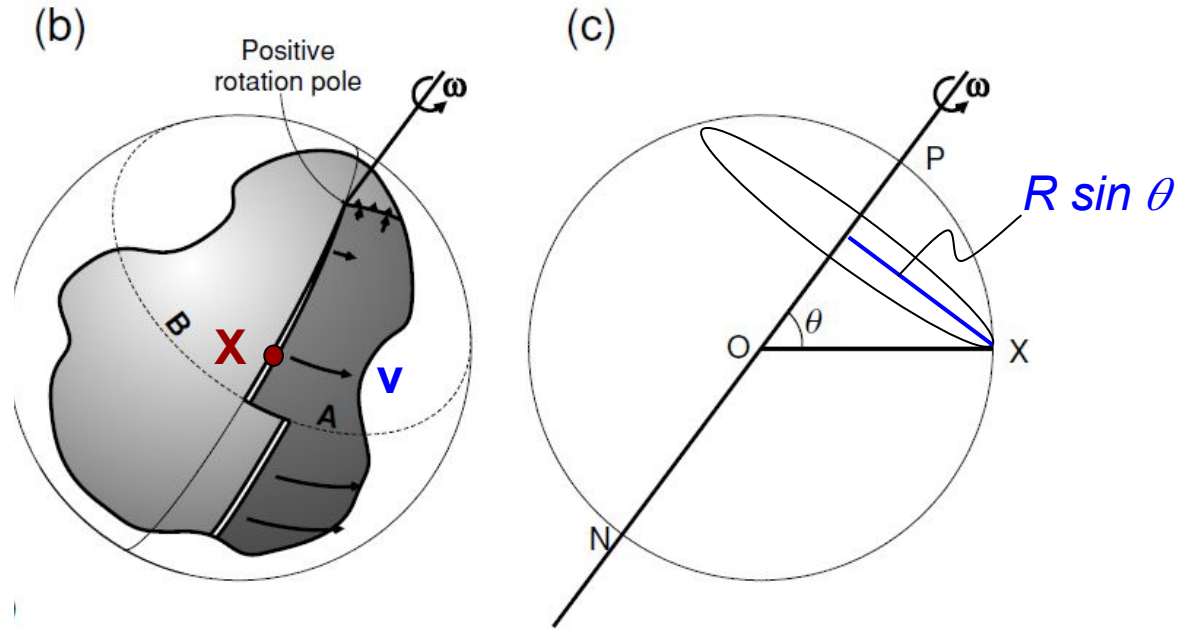 (b)
Positive
rotation pole
ω
B
X
v
A
(c)
ω
P
R sin θ
θ
O
X
N